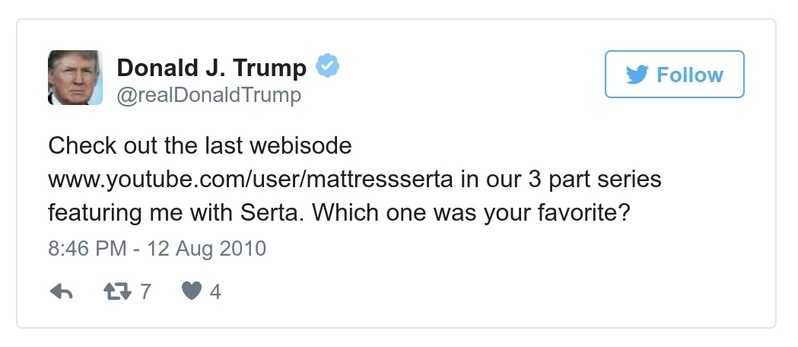 Donald J. Trump
@realDonaldTrump
Follow
Check out the last webisode
www.youtube.com/user/mattressserta in our 3 part series
featuring me with Serta. Which one was your favorite?
8:46 PM - 12 Aug 2010
7 4